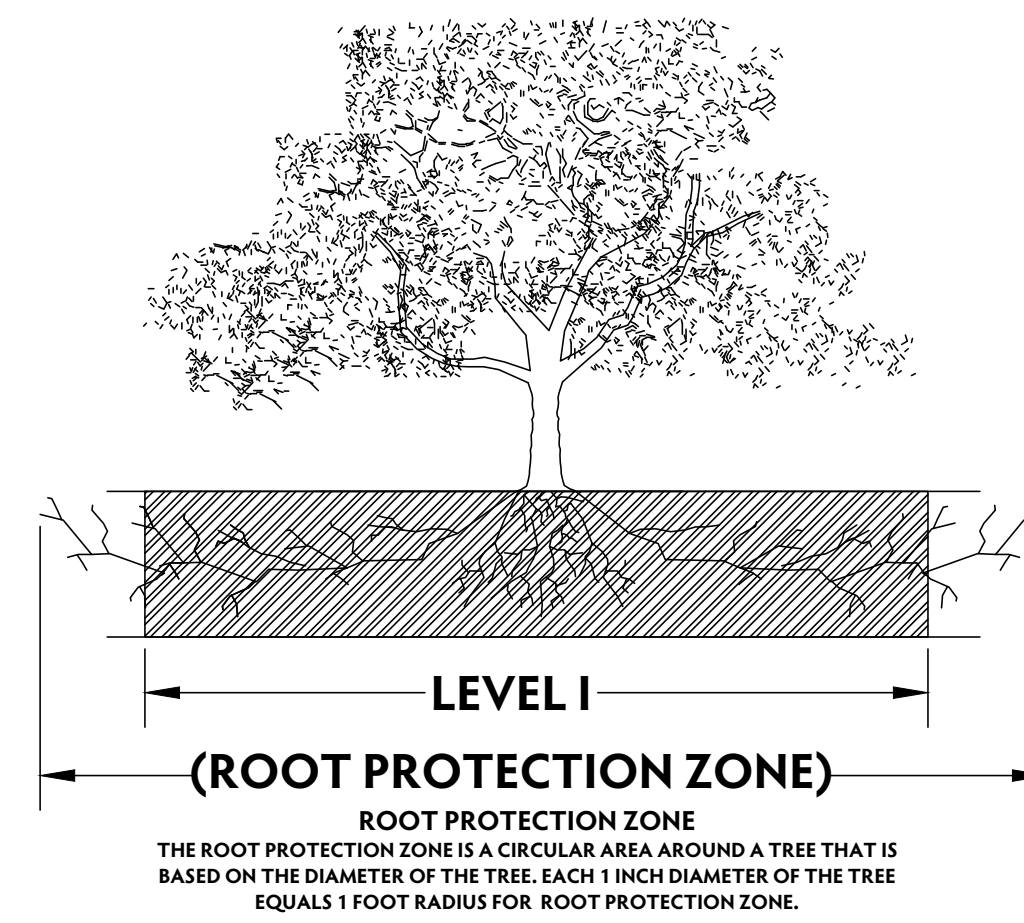 LEVEL I
(ROOT PROTECTION ZONE)
ROOT PROTECTION ZONE
THE ROOT PROTECTION ZONE IS A CIRCULAR AREA AROUND A TREE THAT IS
BASED ON THE DIAMETER OF THE TREE. EACH 1 INCH DIAMETER OF THE TREE
EQUALS 1 FOOT RADIUS FOR ROOT PROTECTION ZONE.